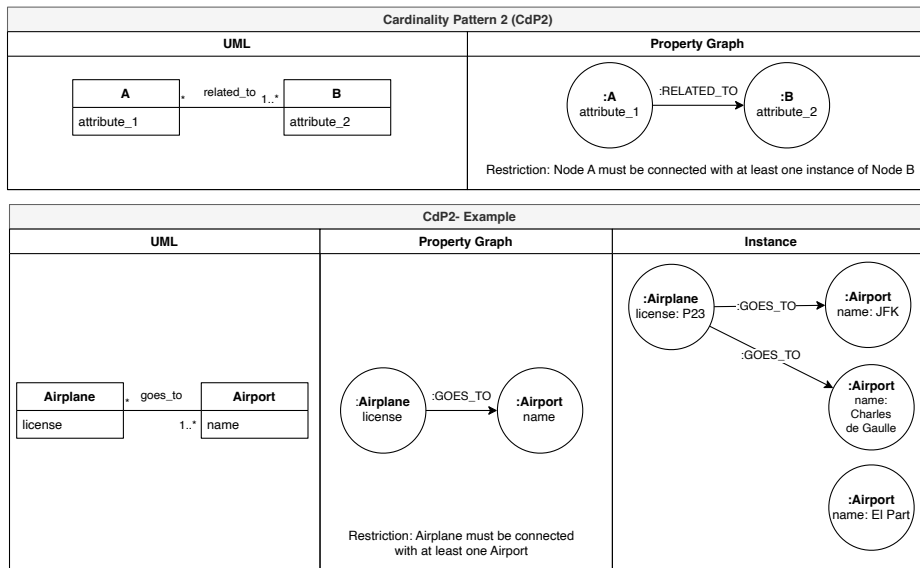 Cardinality Pattern 2 (CdP2)
UML
Property Graph
A
attribute_1
*
related_to
1..*
B
attribute_2
:A
attribute_1
:RELATED_TO
:B
attribute_2
Restriction: Node A must be connected with at least one instance of Node B
CdP2- Example
UML
Property Graph
Instance
Airplane
license
*
goes_to
1..*
Airport
name
:Airplane
license
:GOES_TO
:Airport
name
Restriction: Airplane must be connected
with at least one Airport
:Airplane
license: P23
:GOES_TO
:Airport
name: JFK
:GOES_TO
:Airport
name:
Charles
de Gaulle
:Airport
name: El Part